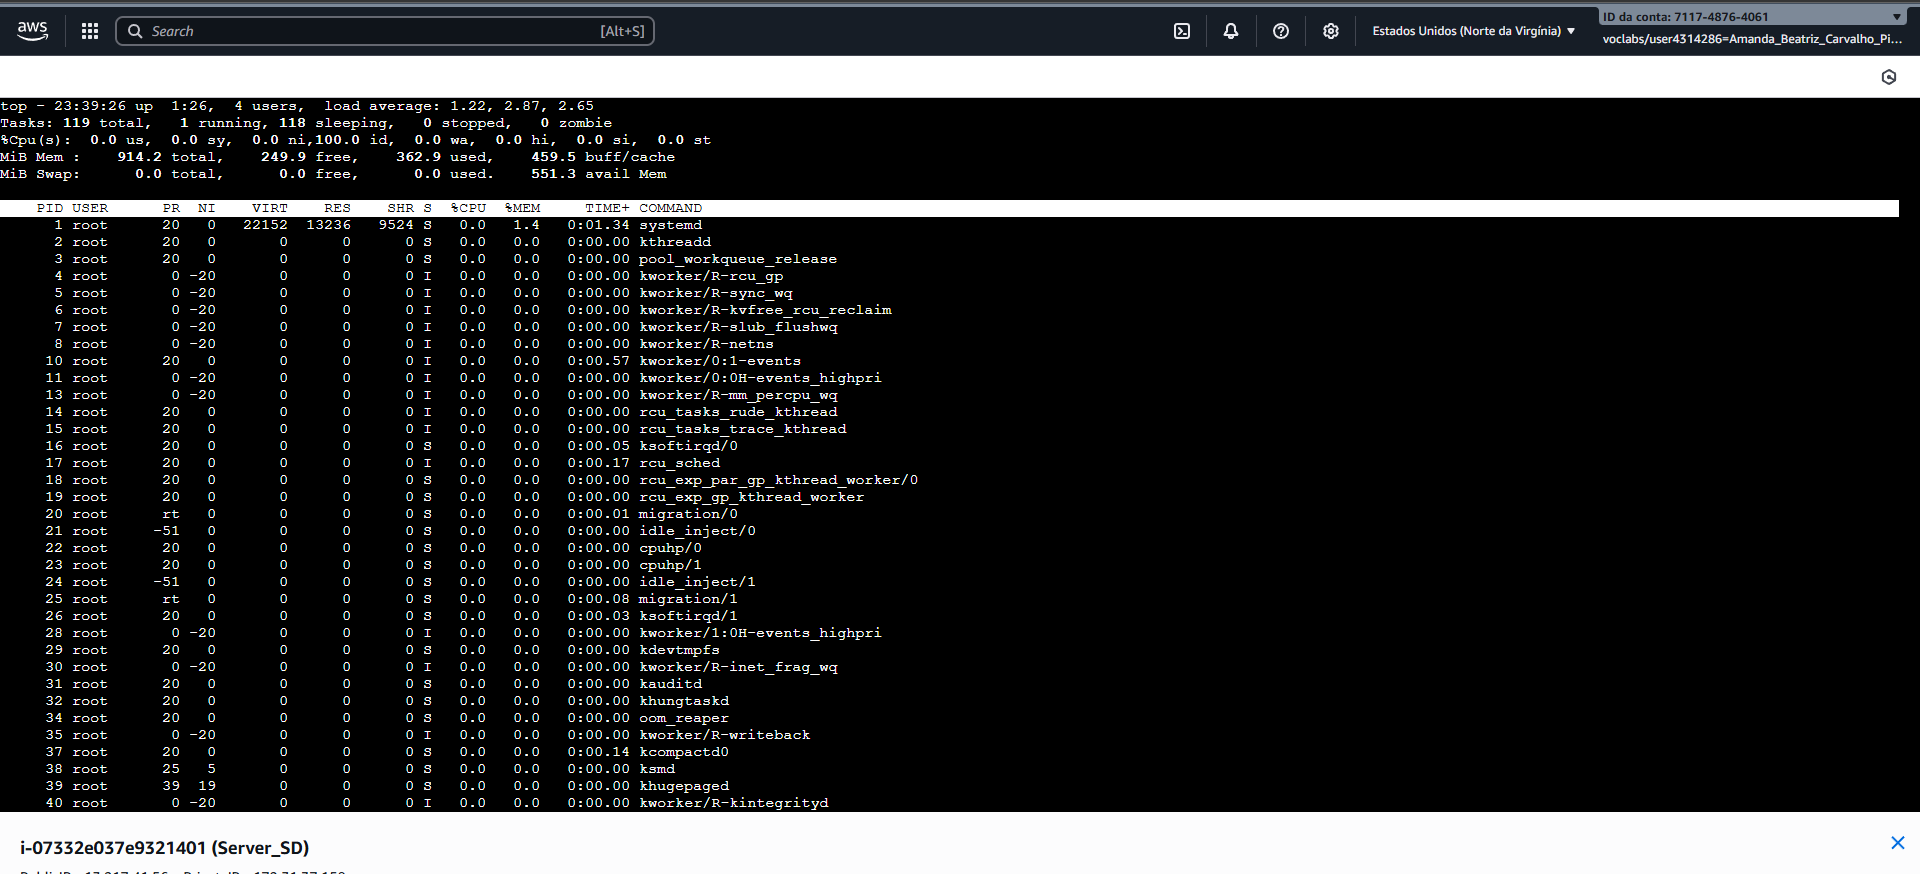 aws
Search [Alt+S]
Estados Unidos (Norte da Virgínia)
ID da conta: 7117-4876-4061
voclabs/user4314286=Amanda_Beatriz_Carvalho_Pi...
top - 23:39:26 up  1:26,  4 users,  load average: 1.22, 2.87, 2.65
Tasks: 119 total,   1 running, 118 sleeping,   0 stopped,   0 zombie
%Cpu(s):  0.0 us,  0.0 sy,  0.0 ni,100.0 id,  0.0 wa,  0.0 hi,  0.0 si,  0.0 st
MiB Mem :    914.2 total,    249.9 free,    362.9 used,    459.5 buff/cache
MiB Swap:      0.0 total,      0.0 free,      0.0 used.    551.3 avail Mem
PID USER PR NI VIRT RES SHR S %CPU %MEM TIME+ COMMAND
1 root 20 0 22152 13236 9524 S 0.0 1.4 0:01.34 systemd
2 root 20 0 0 0 0 S 0.0 0.0 0:00.00 kthreadd
3 root 20 0 0 0 0 S 0.0 0.0 0:00.00 pool_workqueue_release
4 root 0 -20 0 0 0 I 0.0 0.0 0:00.00 kworker/R-rcu_gp
5 root 0 -20 0 0 0 I 0.0 0.0 0:00.00 kworker/R-sync_wq
6 root 0 -20 0 0 0 I 0.0 0.0 0:00.00 kworker/R-kvfree_rcu_reclaim
7 root 0 -20 0 0 0 I 0.0 0.0 0:00.00 kworker/R-slub_flushwq
8 root 0 -20 0 0 0 I 0.0 0.0 0:00.00 kworker/R-netns
10 root 20 0 0 0 0 I 0.0 0.0 0:00.57 kworker/0:1-events
11 root 0 -20 0 0 0 I 0.0 0.0 0:00.00 kworker/0:0H-events_highpri
13 root 0 -20 0 0 0 I 0.0 0.0 0:00.00 kworker/R-mm_percpu_wq
14 root 20 0 0 0 0 I 0.0 0.0 0:00.00 rcu_tasks_rude_kthread
15 root 20 0 0 0 0 I 0.0 0.0 0:00.00 rcu_tasks_trace_kthread
16 root 20 0 0 0 0 S 0.0 0.0 0:00.05 ksoftirqd/0
17 root 20 0 0 0 0 I 0.0 0.0 0:00.17 rcu_sched
18 root 20 0 0 0 0 S 0.0 0.0 0:00.00 rcu_exp_par_gp_kthread_worker/0
19 root 20 0 0 0 0 S 0.0 0.0 0:00.00 rcu_exp_gp_kthread_worker
20 root rt 0 0 0 0 S 0.0 0.0 0:00.01 migration/0
21 root -51 0 0 0 0 S 0.0 0.0 0:00.00 idle_inject/0
22 root 20 0 0 0 0 S 0.0 0.0 0:00.00 cpuhp/0
23 root 20 0 0 0 0 S 0.0 0.0 0:00.00 cpuhp/1
24 root -51 0 0 0 0 S 0.0 0.0 0:00.00 idle_inject/1
25 root rt 0 0 0 0 S 0.0 0.0 0:00.08 migration/1
26 root 20 0 0 0 0 S 0.0 0.0 0:00.03 ksoftirqd/1
28 root 0 -20 0 0 0 I 0.0 0.0 0:00.00 kworker/1:0H-events_highpri
29 root 20 0 0 0 0 S 0.0 0.0 0:00.00 kdevtmpfs
30 root 0 -20 0 0 0 I 0.0 0.0 0:00.00 kworker/R-inet_frag_wq
31 root 20 0 0 0 0 S 0.0 0.0 0:00.00 kauditd
32 root 20 0 0 0 0 S 0.0 0.0 0:00.00 khungtaskd
34 root 20 0 0 0 0 S 0.0 0.0 0:00.00 oom_reaper
35 root 0 -20 0 0 0 I 0.0 0.0 0:00.00 kworker/R-writeback
37 root 20 0 0 0 0 S 0.0 0.0 0:00.14 kcompactd0
38 root 25 5 0 0 0 S 0.0 0.0 0:00.00 ksmd
39 root 39 19 0 0 0 S 0.0 0.0 0:00.00 khugepaged
40 root 0 -20 0 0 0 I 0.0 0.0 0:00.00 kworker/R-kintegrityd
i-07332e037e9321401 (Server_SD)